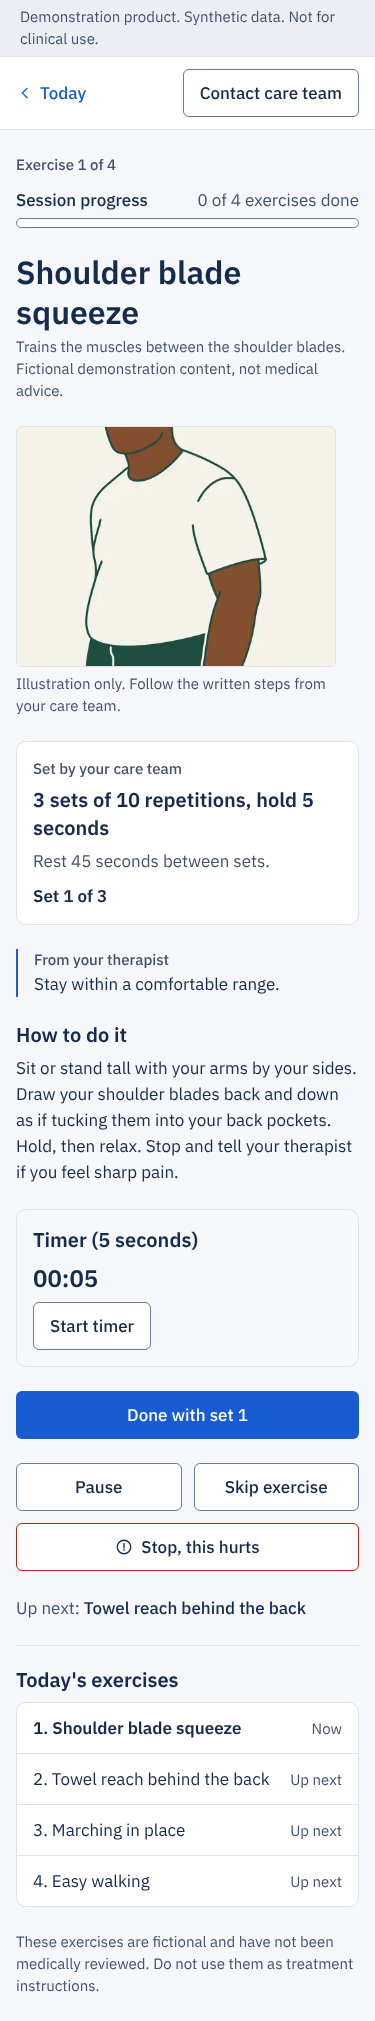 Demonstration product. Synthetic data. Not for
clinical use.
Today
Contact care team
Exercise 1 of 4
Session progress
0 of 4 exercises done
Shoulder blade
squeeze
Trains the muscles between the shoulder blades.
Fictional demonstration content, not medical
advice.
Illustration only. Follow the written steps from
your care team.
Set by your care team
3 sets of 10 repetitions, hold 5
seconds
Rest 45 seconds between sets.
Set 1 of 3
From your therapist
Stay within a comfortable range.
How to do it
Sit or stand tall with your arms by your sides.
Draw your shoulder blades back and down
as if tucking them into your back pockets.
Hold, then relax. Stop and tell your therapist
if you feel sharp pain.
Timer (5 seconds)
00:05
Start timer
Done with set 1
Pause
Skip exercise
Stop, this hurts
Up next: Towel reach behind the back
Today's exercises
1. Shoulder blade squeeze
Now
2. Towel reach behind the back
Up next
3. Marching in place
Up next
4. Easy walking
Up next
These exercises are fictional and have not been
medically reviewed. Do not use them as treatment
instructions.